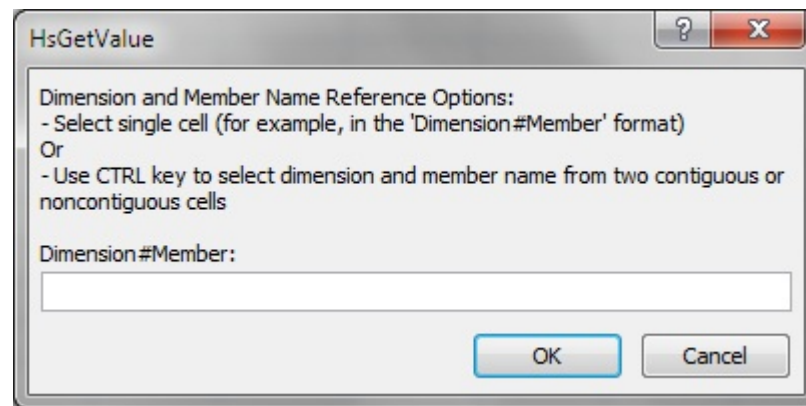 HsGetValue
?
X
Dimension and Member Name Reference Options:
- Select single cell (for example, in the 'Dimension#Member' format)
Or
- Use CTRL key to select dimension and member name from two contiguous or
noncontiguous cells
Dimension#Member:
OK Cancel